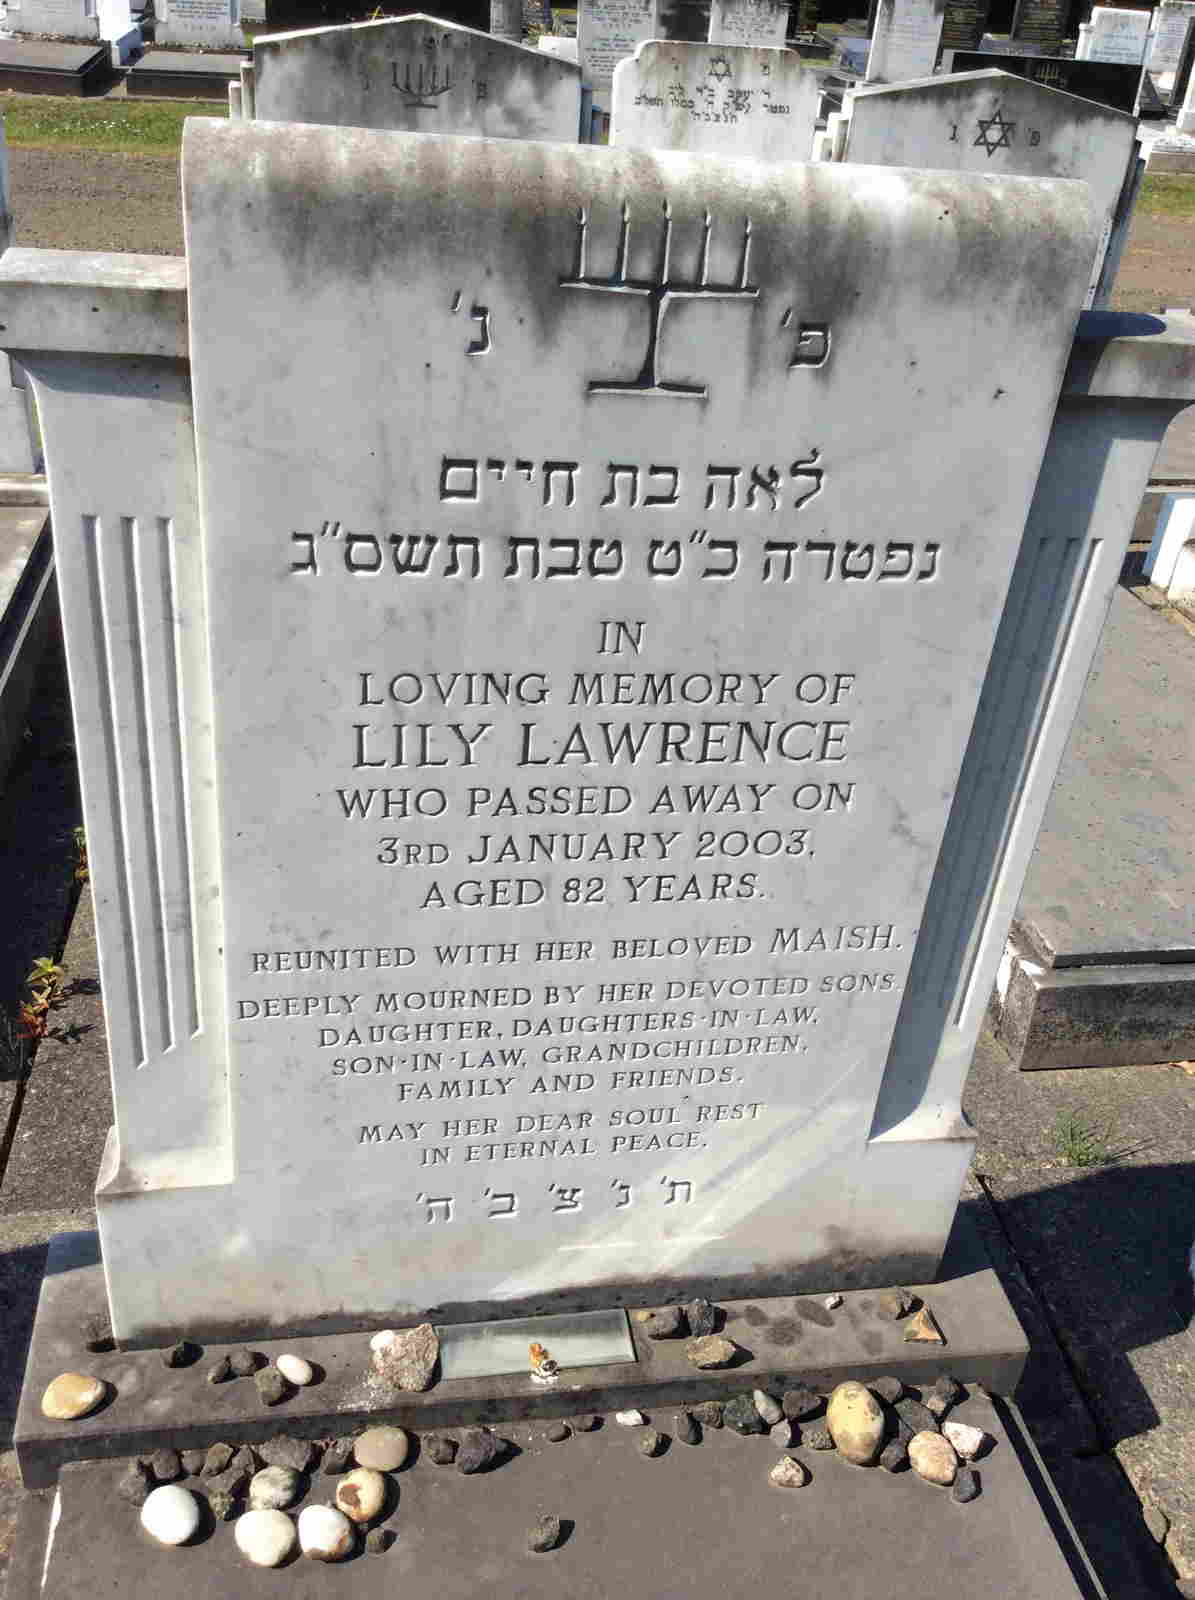 פ' נ'
פ' נ'
פ' נ'
יעקב
נפטר
פ' נ'
לאה בת חיים
נפטרה כ"ט טבת תשס"ג
IN
LOVING MEMORY OF
LILY LAWRENCE
WHO PASSED AWAY ON
3RD JANUARY 2003.
AGED 82 YEARS.
REUNITED WITH HER BELOVED MAISH.
DEEPLY MOURNED BY HER DEVOTED SONS.
DAUGHTER, DAUGHTERS-IN-LAW,
SON-IN-LAW, GRANDCHILDREN,
FAMILY AND FRIENDS.
MAY HER DEAR SOUL REST
IN ETERNAL PEACE.
ת' נ' צ' ב' ה'